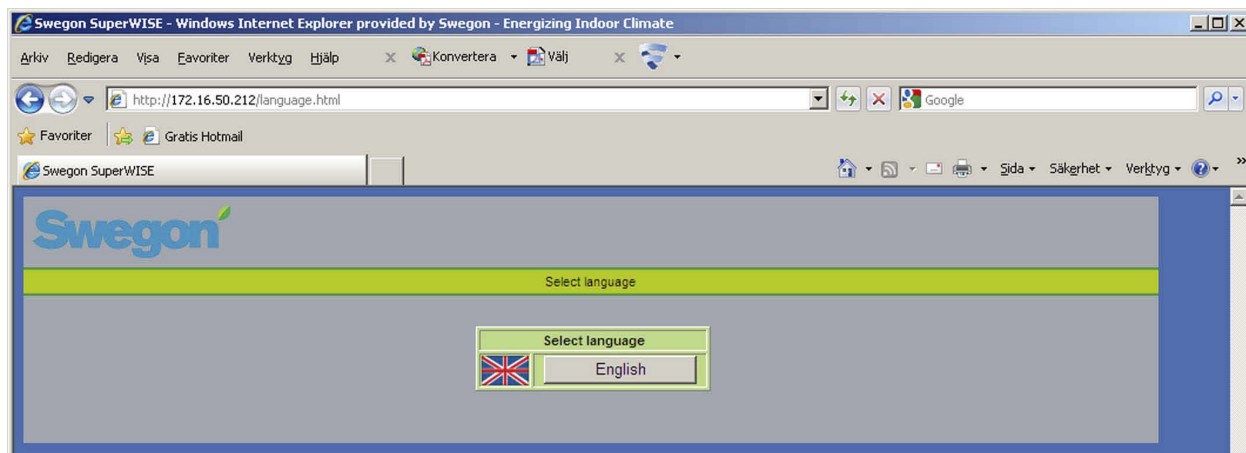 Swegon SuperWISE - Windows Internet Explorer provided by Swegon - Energizing Indoor Climate
Arkiv Redigera Visa Favoriter Verktyg Hjälp x Konvertera Välj x
http://172.16.50.212/language.html Google
Favoriter Gratis Hotmail
Swegon SuperWISE Sida Säkerhet Verktyg »
Swegon
Select language
Select language
English